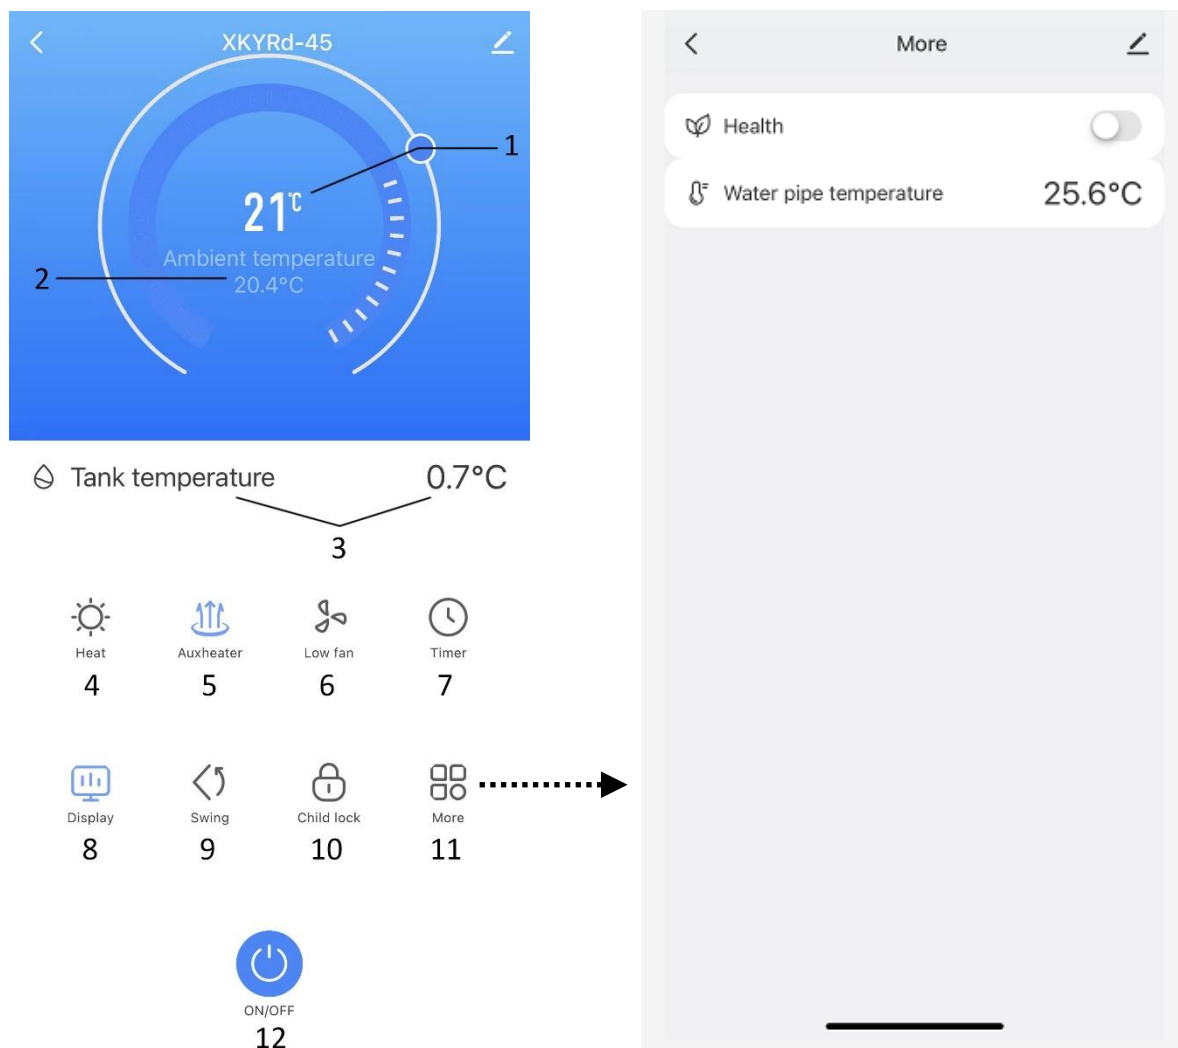 XKYRd-45
1
21°C
Ambient temperature
2
20.4°C
Tank temperature 0.7°C
3
Heat Auxheater Low fan Timer
4 5 6 7
Display Swing Child lock More
8 9 10 11
ON/OFF
12
More
Health
Water pipe temperature 25.6°C